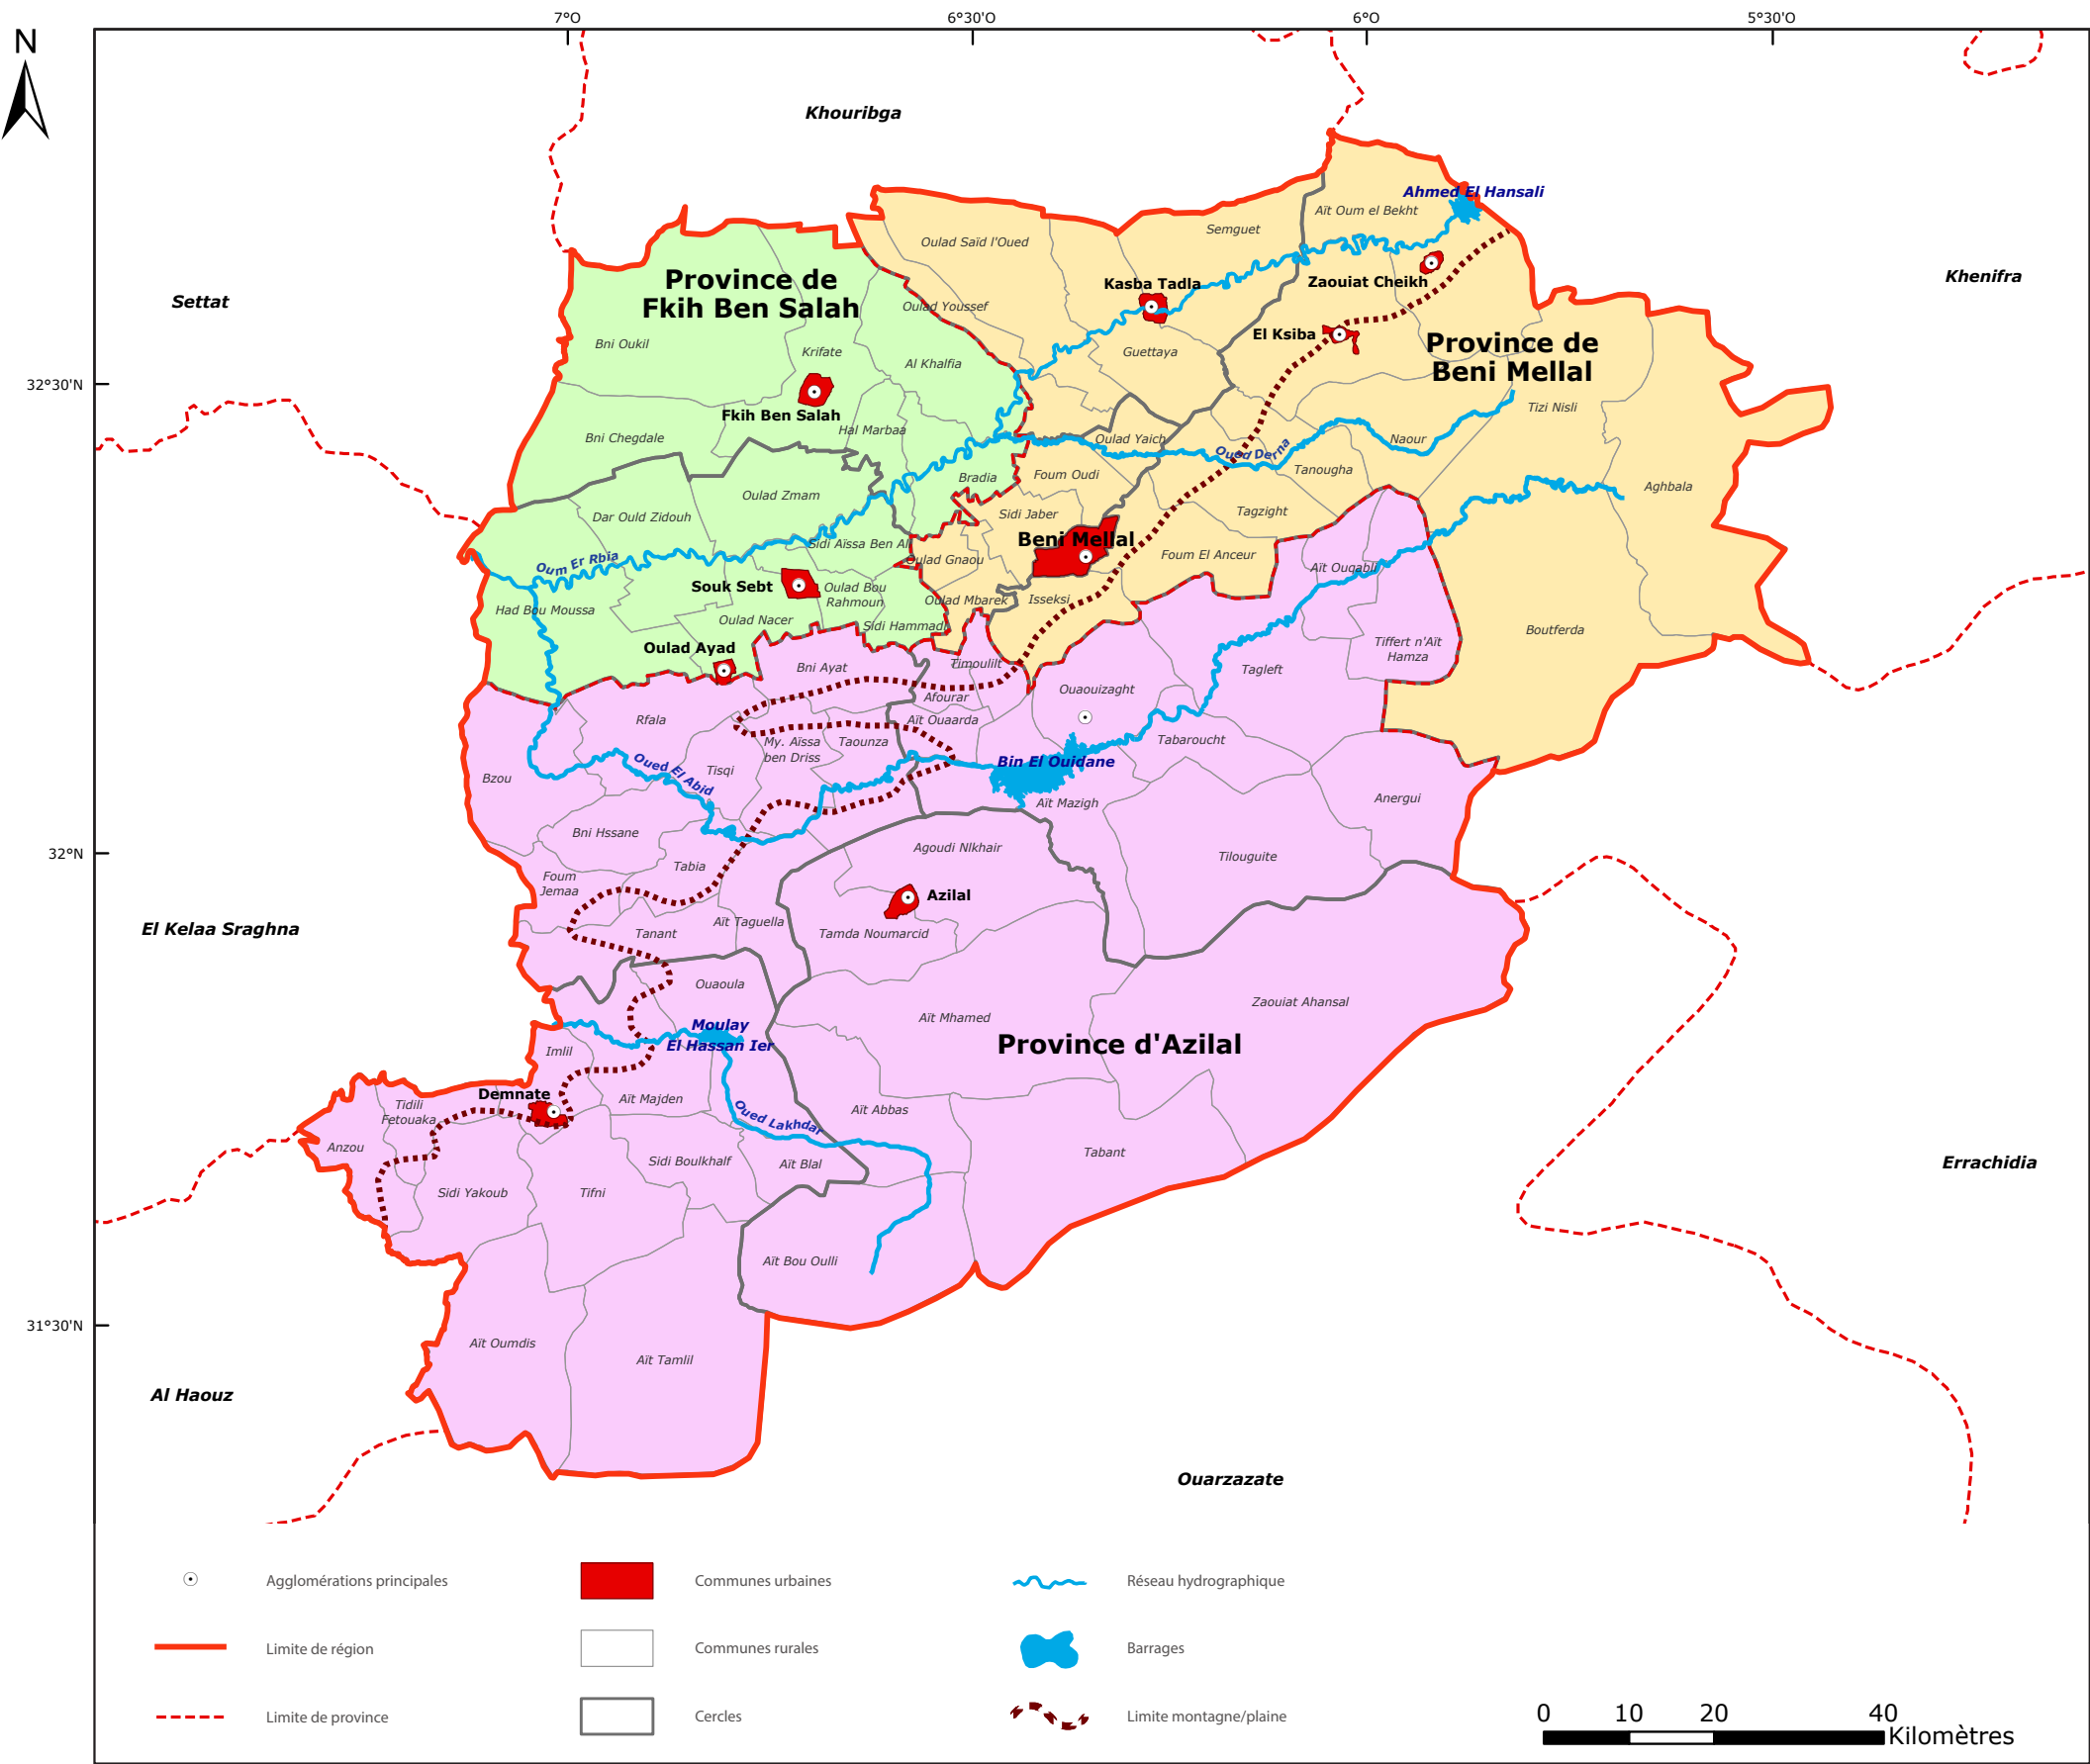 7°O
6°30'O
6°O
5°30'O
N
Khouribga
Ahmed El Hansali
Aït Oum el Bekht
Semguet
Oulad Saïd l'Oued
Khenifra
Province de
Fkih Ben Salah
Kasba Tadla
Zaouiat Cheikh
Settat
Oulad Youssef
El Ksiba
Province de
Beni Mellal
Bni Oukil
Krifate
Guettaya
Al Khalfia
32°30'N
Fkih Ben Salah
Tizi Nisli
Hal Marbaa
Bni Chegdale
Oulad Yaich
Naour
Oued Derna
Tanougha
Bradia
Foum Oudi
Aghbala
Oulad Zmam
Dar Ould Zidouh
Sidi Jaber
Tagzight
Beni Mellal
Sidi Aïssa Ben Al
Foum El Anceur
Oulad Gnaou
Oum Er Rbia
Aït Ouqabli
Souk Sebt
Oulad Bou
Rahmoun
Oulad Mbarek
Isseksi
Had Bou Moussa
Oulad Nacer
Sidi Hammadi
Boutferda
Oulad Ayad
Tiffert n'Aït
Hamza
Bni Ayat
Timoulilt
Tagleft
Ouaouizaght
Afourar
Rfala
Aït Ouaarda
My. Aïssa
ben Driss
Taounza
Tabaroucht
Oued El Abid
Tisqi
Bin El Ouidane
Bzou
Aït Mazigh
Anergui
Bni Hssane
32°N
Agoudi Nlkhair
Tilouguite
Tabia
Foum
Jemaa
Azilal
El Kelaa Sraghna
Aït Taguella
Tanant
Tamda Noumarcid
Ouaoula
Zaouiat Ahansal
Aït Mhamed
Moulay
El Hassan Ier
Province d'Azilal
Imlil
Demnate
Aït Majden
Tidili
Fetouaka
Oued Lakhdar
Aït Abbas
Anzou
Tabant
Sidi Boulkhalf
Aït Blal
Errachidia
Sidi Yakoub
Tifni
Aït Bou Oulli
31°30'N
Aït Oumdis
Aït Tamlil
Al Haouz
Ouarzazate
Agglomérations principales
Communes urbaines
Réseau hydrographique
Limite de région
Communes rurales
Barrages
Limite de province
Cercles
Limite montagne/plaine
0 10 20 40
Kilomètres